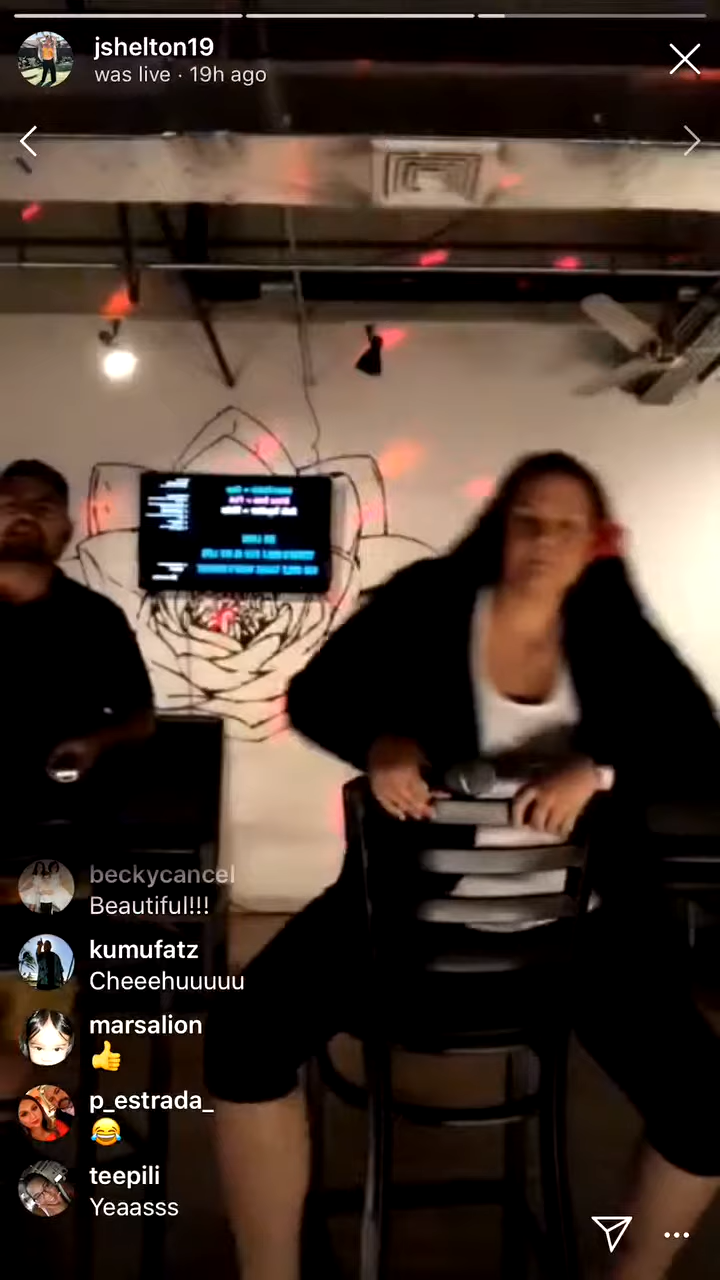 jshelton19
was live · 19h ago
beckycancel
Beautiful!!!
kumufatz
Cheeehuuuuu
marsalion
👍
p_estrada_
😂
teepili
Yeaasss